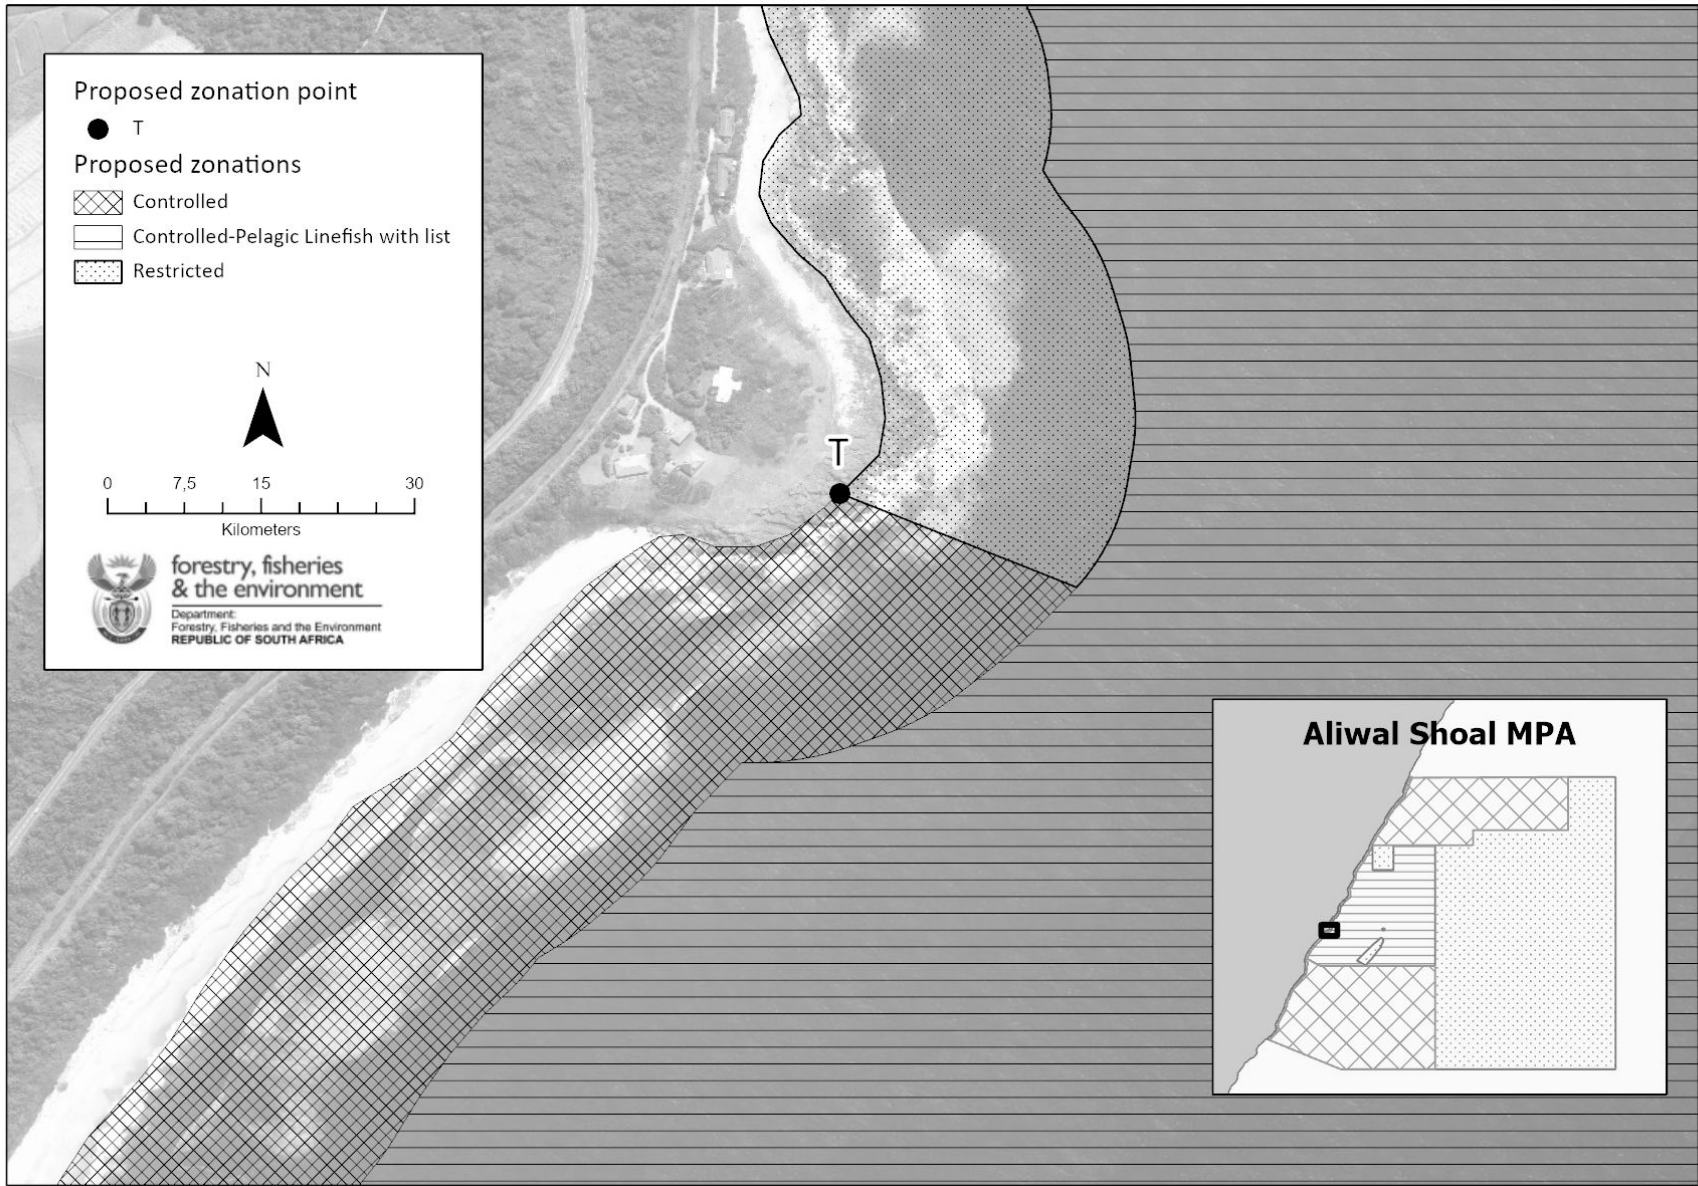 Proposed zonation point
T
Proposed zonations
Controlled
Controlled-Pelagic Linefish with list
Restricted
N
0 7,5 15 30
Kilometers
forestry, fisheries
& the environment
Department:
Forestry, Fisheries and the Environment
REPUBLIC OF SOUTH AFRICA
T
Aliwal Shoal MPA